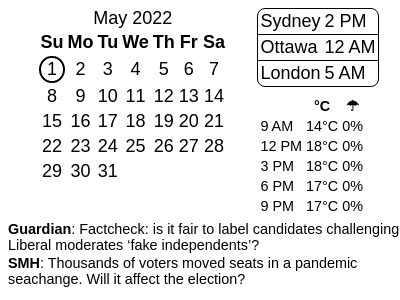 May 2022
Su Mo Tu We Th Fr Sa
1 2 3 4 5 6 7
8 9 10 11 12 13 14
15 16 17 18 19 20 21
22 23 24 25 26 27 28
29 30 31
Sydney 2 PM
Ottawa 12 AM
London 5 AM
°C ☂
9 AM 14°C 0%
12 PM 18°C 0%
3 PM 18°C 0%
6 PM 17°C 0%
9 PM 17°C 0%
Guardian: Factcheck: is it fair to label candidates challenging
Liberal moderates ‘fake independents’?
SMH: Thousands of voters moved seats in a pandemic
seachange. Will it affect the election?